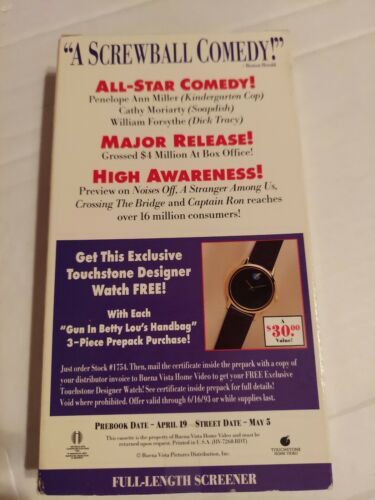 “A SCREWBALL COMEDY!”
- Boston Herald
ALL-STAR COMEDY!
Penelope Ann Miller (Kindergarten Cop)
Cathy Moriarty (Soapdish)
William Forsythe (Dick Tracy)
MAJOR RELEASE!
Grossed $4 Million At Box Office!
HIGH AWARENESS!
Preview on Noises Off, A Stranger Among Us,
Crossing The Bridge and Captain Ron reaches
over 16 million consumers!
Get This Exclusive
Touchstone Designer
Watch FREE!
With Each
“Gun In Betty Lou's Handbag”
3-Piece Prepack Purchase!
A
$30.00
Value!
Just order Stock #1754. Then, mail the certificate inside the prepack with a copy of
your distributor invoice to Buena Vista Home Video to get your FREE Exclusive
Touchstone Designer Watch! See certificate inside prepack for full details!
Void where prohibited. Offer valid through 6/16/93 or while supplies last.
PREBOOK DATE – APRIL 19 STREET DATE – MAY 5
This cassette is the property of Buena Vista Home Video and must be
returned upon request. Printed in U.S.A.
© Buena Vista Pictures Distribution, Inc.
TOUCHSTONE
HOME VIDEO
FULL-LENGTH SCREENER